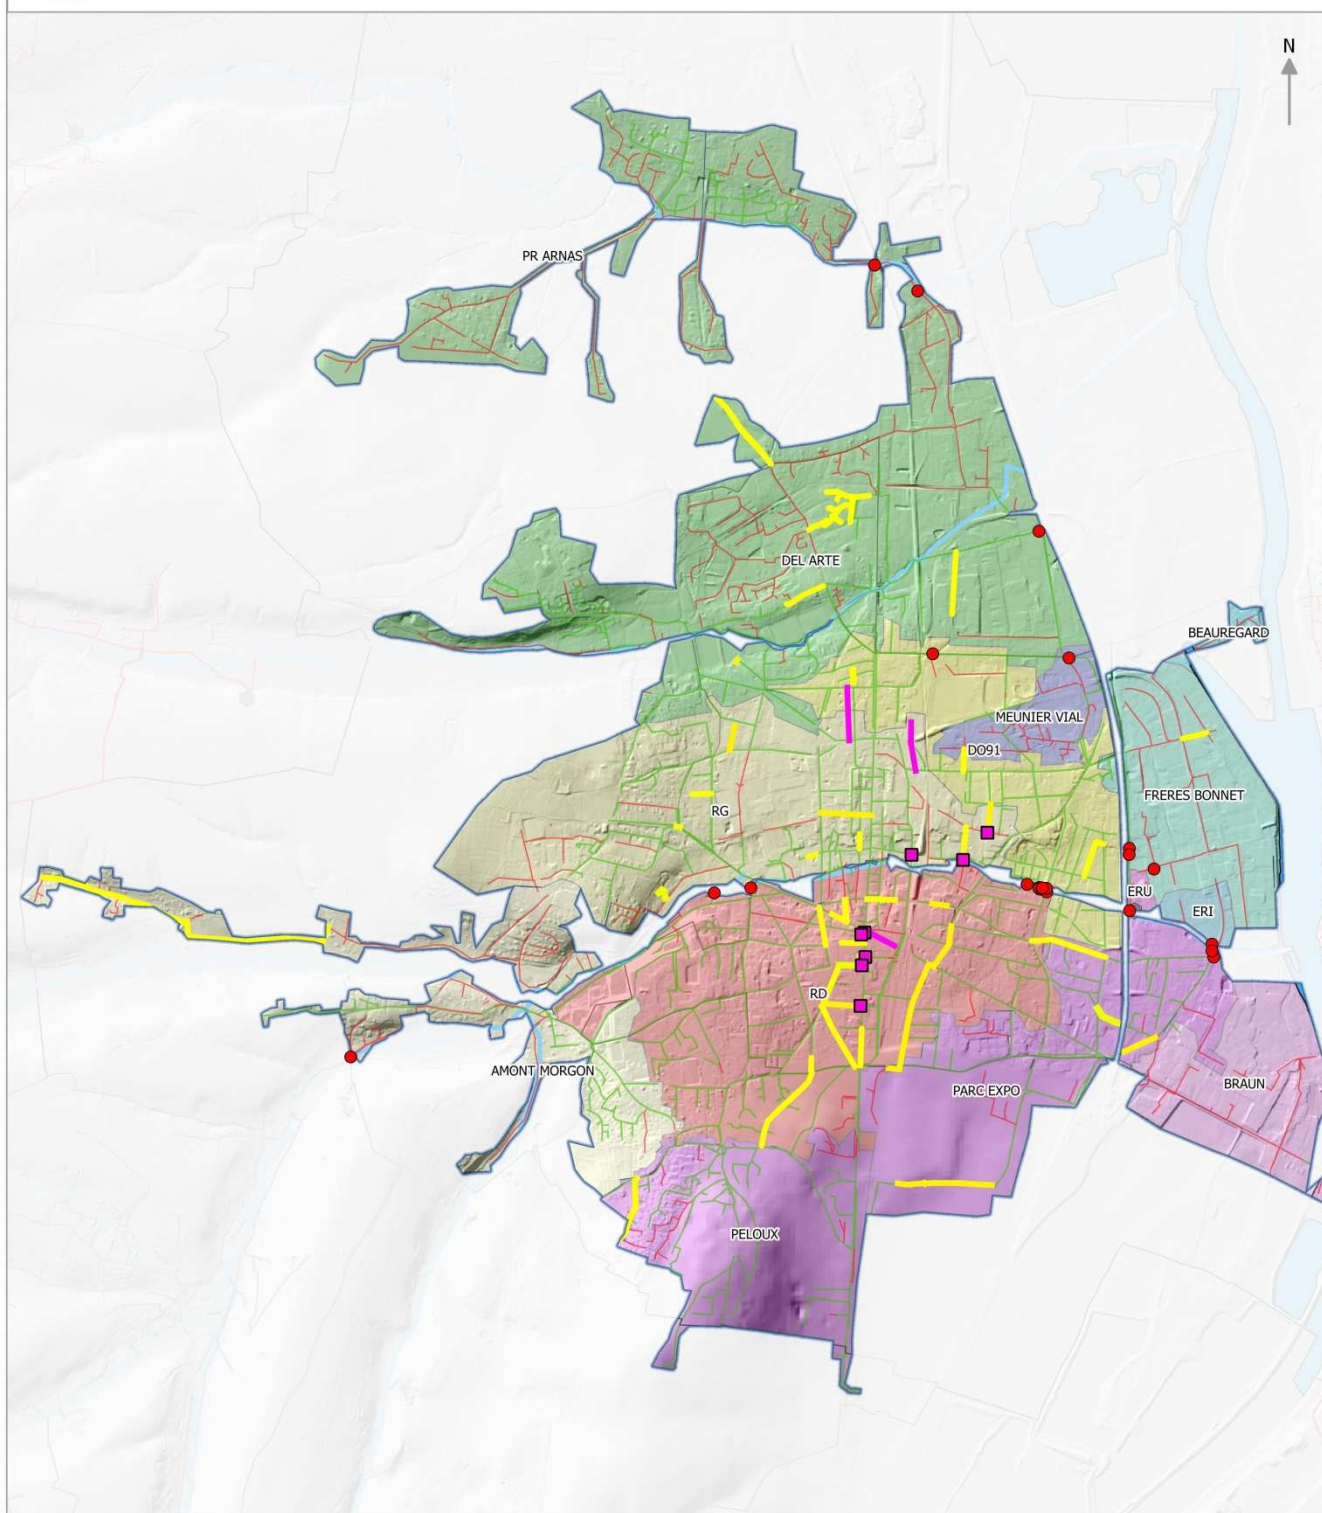 N
PR ARNAS
DEL ARTE
BEAUREGARD
MEUNIER VIAL
DO91
FRERES BONNET
RG
ERU
ERI
RD
AMONT MORGON
PARC EXPO
BRAUN
PELOUX